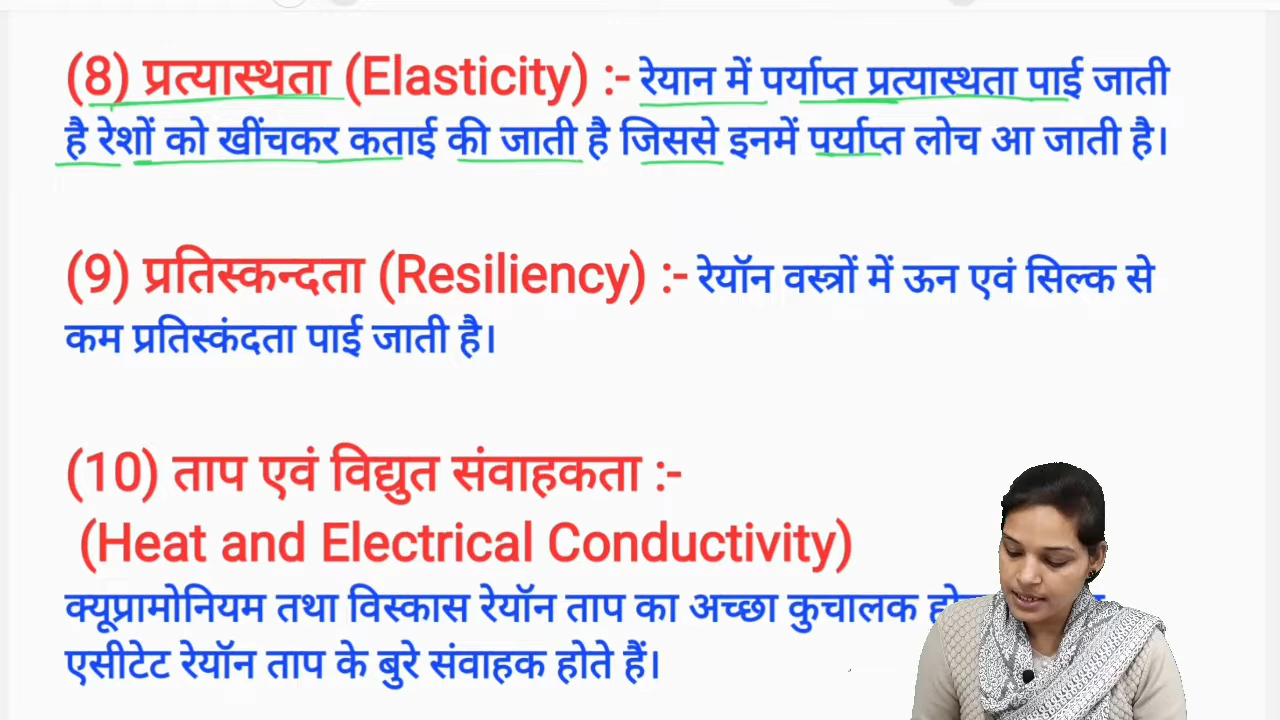 (8) प्रत्यास्थता (Elasticity) :- रेयान में पर्याप्त प्रत्यास्थता पाई जाती
है रेशों को खींचकर कताई की जाती है जिससे इनमें पर्याप्त लोच आ जाती है।
(9) प्रतिस्कन्दता (Resiliency) :- रेयॉन वस्त्रों में ऊन एवं सिल्क से
कम प्रतिस्कंदता पाई जाती है।
(10) ताप एवं विद्युत संवाहकता :-
(Heat and Electrical Conductivity)
क्यूप्रामोनियम तथा विस्कास रेयॉन ताप का अच्छा कुचालक
एसीटेट रेयॉन ताप के बुरे संवाहक होते हैं।